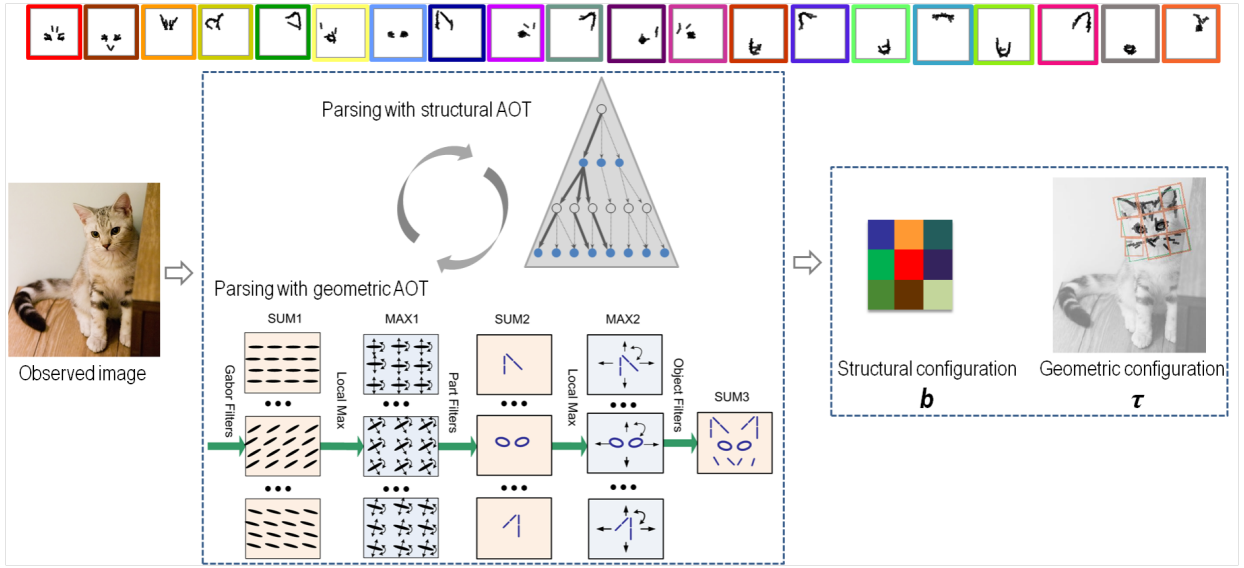 Parsing with structural AOT
Parsing with geometric AOT
SUM1
MAX1
SUM2
MAX2
SUM3
Gabor Filters
Local Max
Part Filters
Local Max
Object Filters
Observed image
Structural configuration
b
Geometric configuration
τ